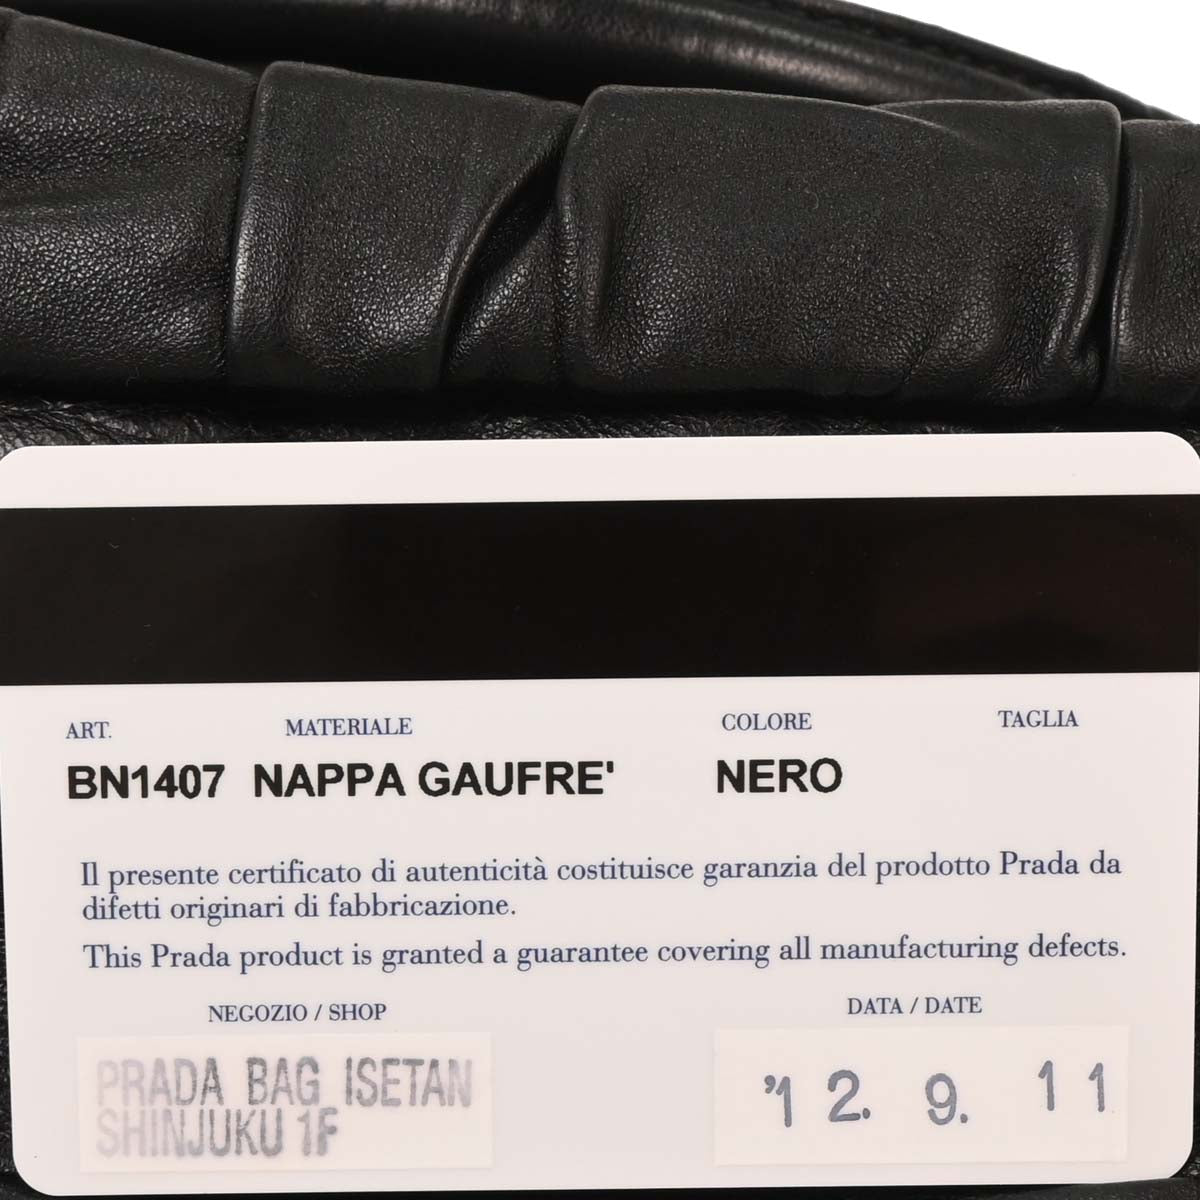 ART. MATERIALE COLORE TAGLIA
BN1407 NAPPA GAUFRE' NERO
Il presente certificato di autenticità costituisce garanzia del prodotto Prada da
difetti originari di fabbricazione.
This Prada product is granted a guarantee covering all manufacturing defects.
NEGOZIO / SHOP DATA / DATE
PRADA BAG ISETAN
SHINJUKU 1F
'12. 9. 11